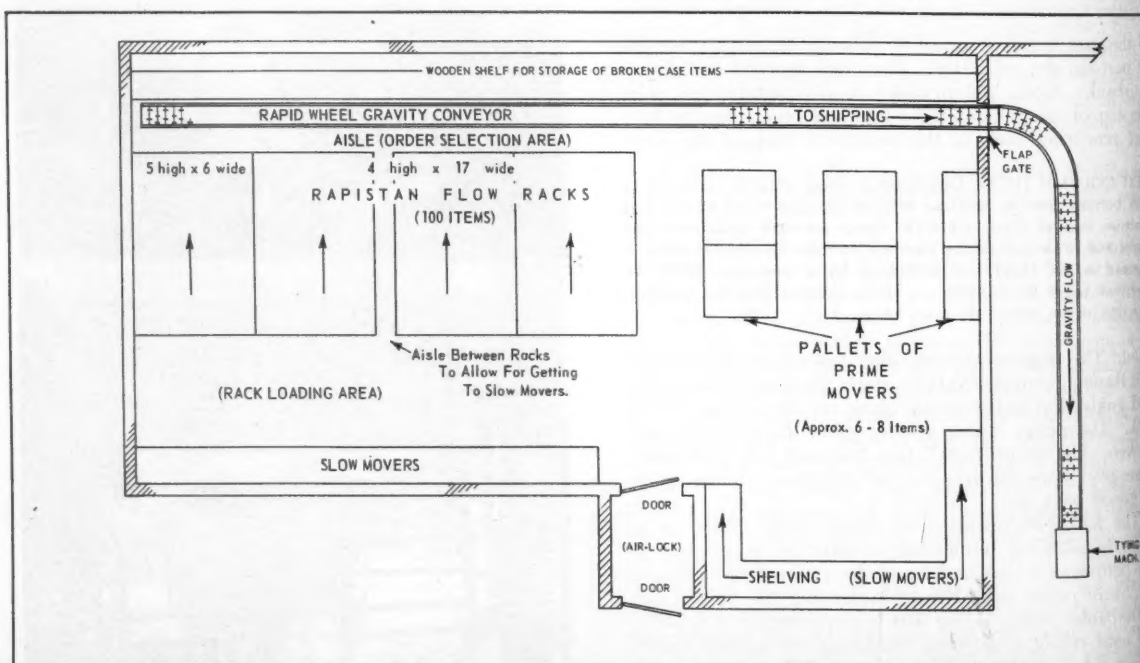 WOODEN SHELF FOR STORAGE OF BROKEN CASE ITEMS
RAPID WHEEL GRAVITY CONVEYOR
TO SHIPPING
AISLE (ORDER SELECTION AREA)
FLAP
GATE
5 high x 6 wide
4 high x 17 wide
RAPISTAN FLOW RACKS
(100 ITEMS)
GRAVITY FLOW
Aisle Between Racks
To Allow For Getting
To Slow Movers.
(RACK LOADING AREA)
PALLETS OF
PRIME
MOVERS
(Approx. 6 - 8 Items)
SLOW MOVERS
DOOR
(AIR-LOCK)
DOOR
SHELVING (SLOW MOVERS)
TYING